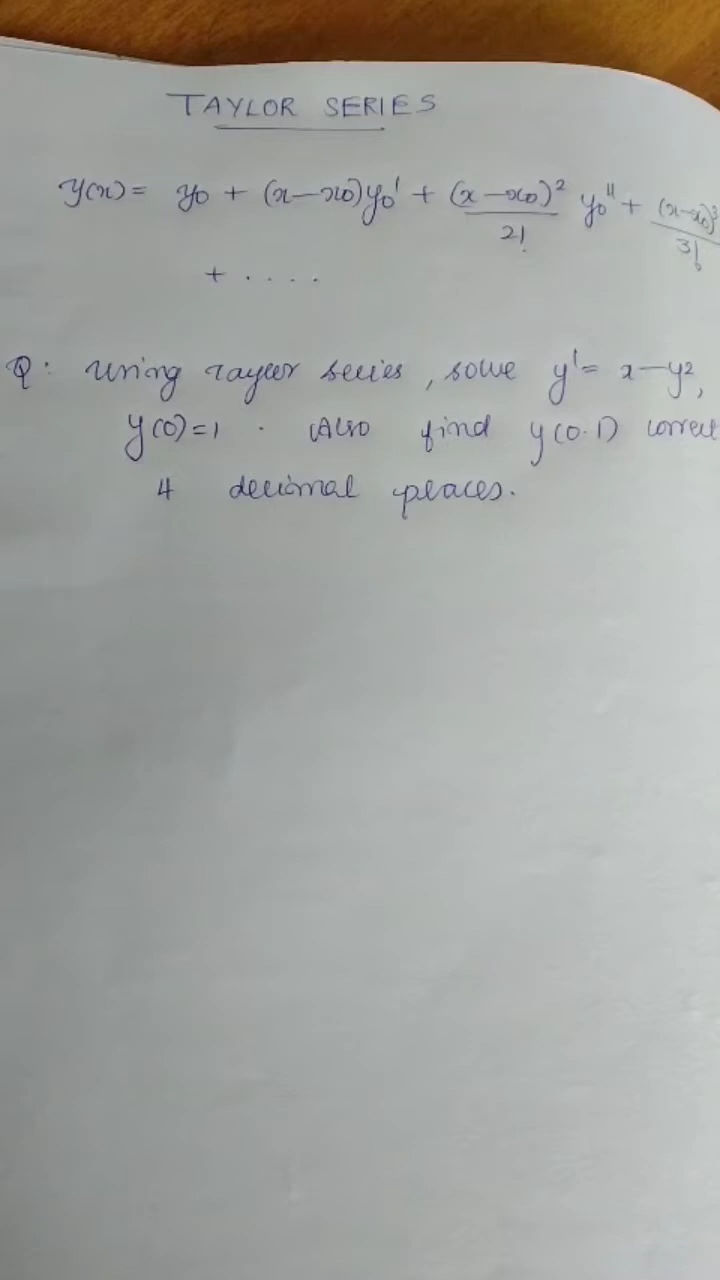 TAYLOR SERIES
y(x) = y0 + (x-x0)y0' + (x-x0)²/2! y0'' + (x-x0)³/3!
+ ....
Q: Using Taylor series, solve y' = x-y²,
y(0)=1 . Also find y(0.1) correct
4 decimal places.